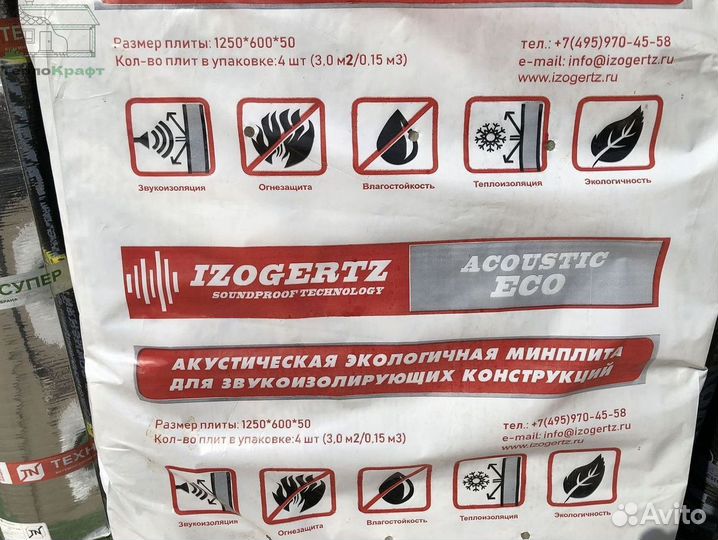 ТеплоКрафт
Размер плиты: 1250*600*50
Кол-во плит в упаковке:4 шт (3,0 м2/0,15 м3)
тел.: +7(495)970-45-58
e-mail: info@izogertz.ru
www.izogertz.ru
Звукоизоляция
Огнезащита
Влагостойкость
Теплоизоляция
Экологичность
IZOGERTZ
SOUNDPROOF TECHNOLOGY
ACOUSTIC
ECO
СУПЕР
АКУСТИЧЕСКАЯ ЭКОЛОГИЧНАЯ МИНПЛИТА
ДЛЯ ЗВУКОИЗОЛИРУЮЩИХ КОНСТРУКЦИЙ
Размер плиты: 1250*600*50
Кол-во плит в упаковке:4 шт (3,0 м2/0,15 м3)
тел.: +7(495)970-45-58
e-mail: info@izogertz.ru
www.izogertz.ru
ТЕХН
Звукоизоляция
Огнезащита
Влагостойкость
Теплоизоляция
Экологичность
Avito